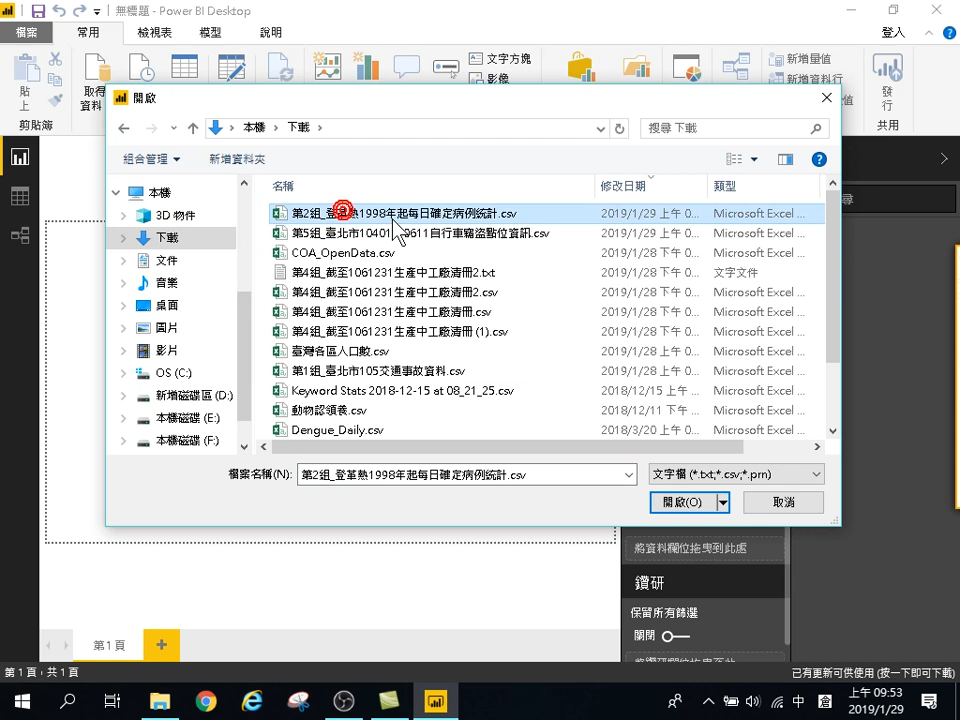 無標題 - Power BI Desktop
檔案
常用
檢視表
模型
說明
登入
貼
上
剪貼簿
取得
資料
文字方塊
影像
新增量值
新增資料行
發
行
共用
開啟
本機 › 下載 ›
搜尋 下載
組合管理
新增資料夾
名稱
修改日期
類型
本機
3D 物件
下載
文件
音樂
桌面
圖片
影片
OS (C:)
新增磁碟區 (D:)
本機磁碟 (E:)
本機磁碟 (F:)
第2組_登革熱1998年起每日確定病例統計.csv 2019/1/29 上午 0... Microsoft Excel ...
2019/1/29 上午 0... Microsoft Excel ...
COA_OpenData.csv 2019/1/28 下午 0... Microsoft Excel ...
第4組_截至1061231生產中工廠清冊2.txt 2019/1/28 下午 0... 文字文件
第4組_截至1061231生產中工廠清冊2.csv 2019/1/28 下午 0... Microsoft Excel ...
第4組_截至1061231生產中工廠清冊.csv 2019/1/28 下午 0... Microsoft Excel ...
第4組_截至1061231生產中工廠清冊 (1).csv 2019/1/28 下午 0... Microsoft Excel ...
臺灣各區人口數.csv 2019/1/28 上午 0... Microsoft Excel ...
第1組_臺北市105交通事故資料.csv 2019/1/28 上午 0... Microsoft Excel ...
Keyword Stats 2018-12-15 at 08_21_25.csv 2018/12/15 上午 ... Microsoft Excel ...
動物認領養.csv 2018/12/11 下午 ... Microsoft Excel ...
Dengue_Daily.csv 2018/3/20 上午 0... Microsoft Excel ...
檔案名稱(N):
第2組_登革熱1998年起每日確定病例統計.csv
文字檔 (*.txt;*.csv;*.prn)
開啟(O)
取消
將資料欄位拖曳到此處
鑽研
保留所有篩選
關閉
第1頁
第 1 頁，共 1 頁
已有更新可供使用 (按一下即可下載)
中
上午 09:53
2019/1/29